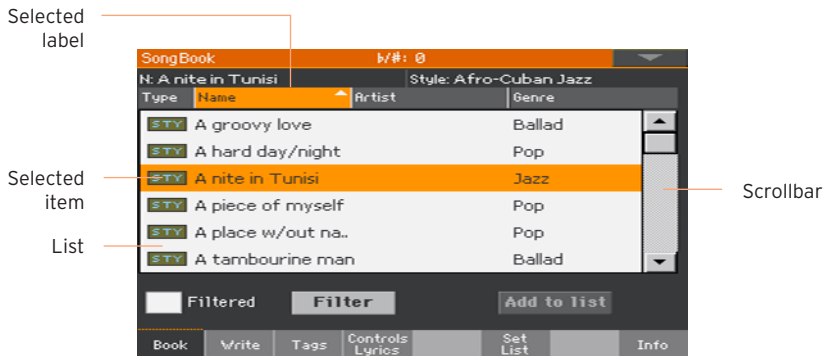 Selected
label
SongBook ♭/#: 0
N: A nite in Tunisi Style: Afro-Cuban Jazz
Type Name Artist Genre
STY A groovy love Ballad
STY A hard day/night Pop
Selected
item
STY A nite in Tunisi Jazz
Scrollbar
STY A piece of myself Pop
List
STY A place w/out na.. Pop
STY A tambourine man Ballad
Filtered Filter Add to list
Book Write Tags Controls
Lyrics Set
List Info